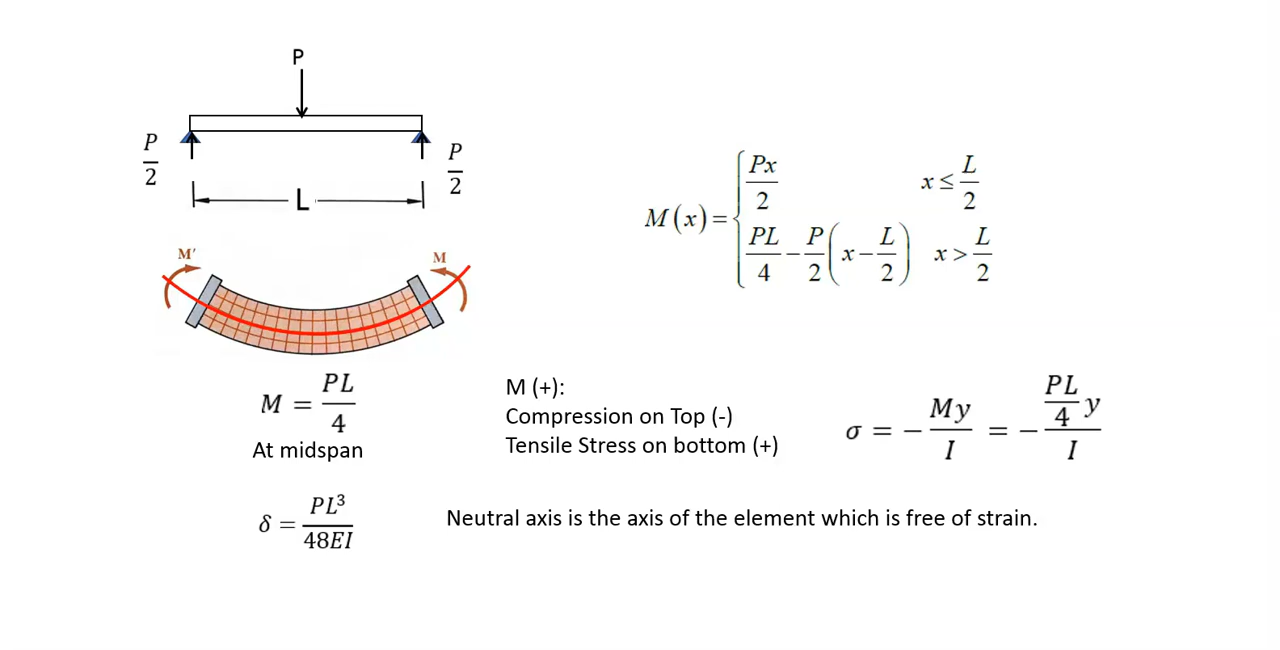 P
P/2
P/2
L
M'
M
M(x) = { Px/2    x ≤ L/2
PL/4 − P/2 (x − L/2)    x > L/2
M = PL/4
At midspan
M (+):
Compression on Top (-)
Tensile Stress on bottom (+)
σ = − My/I = − (PL/4 y)/I
δ = PL³/48EI
Neutral axis is the axis of the element which is free of strain.